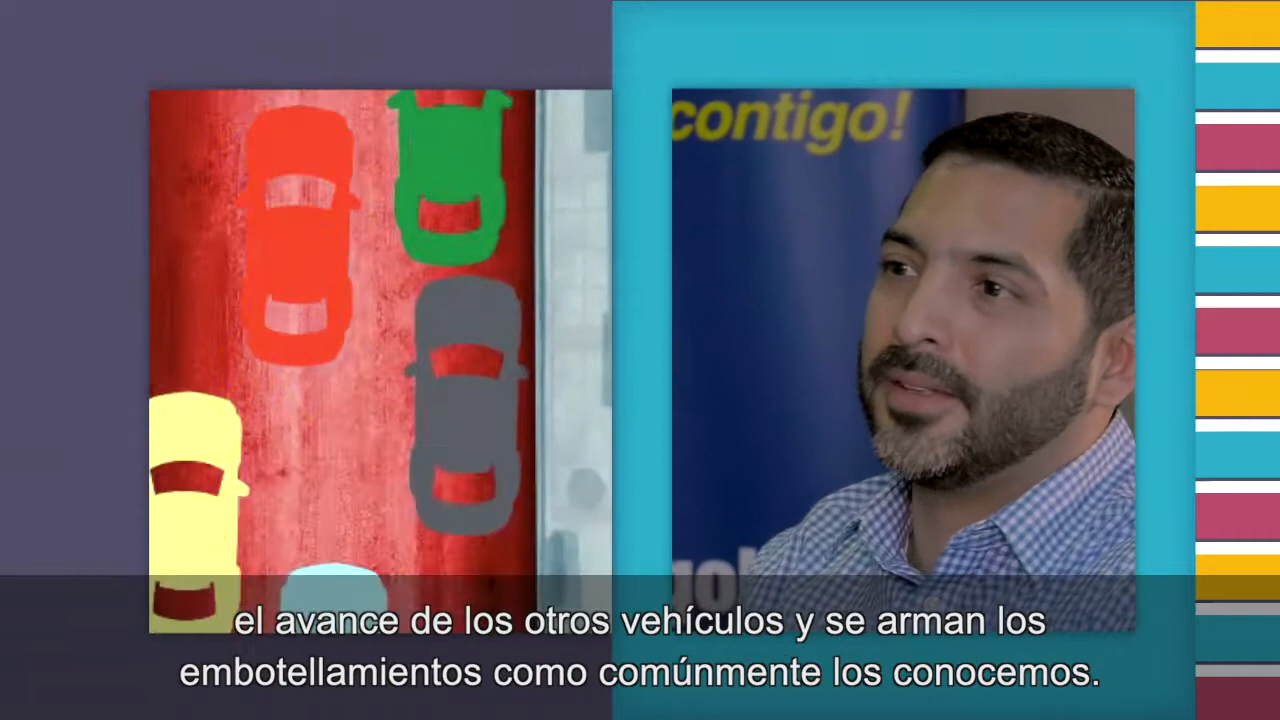 contigo!
el avance de los otros vehículos y se arman los
embotellamientos como comúnmente los conocemos.